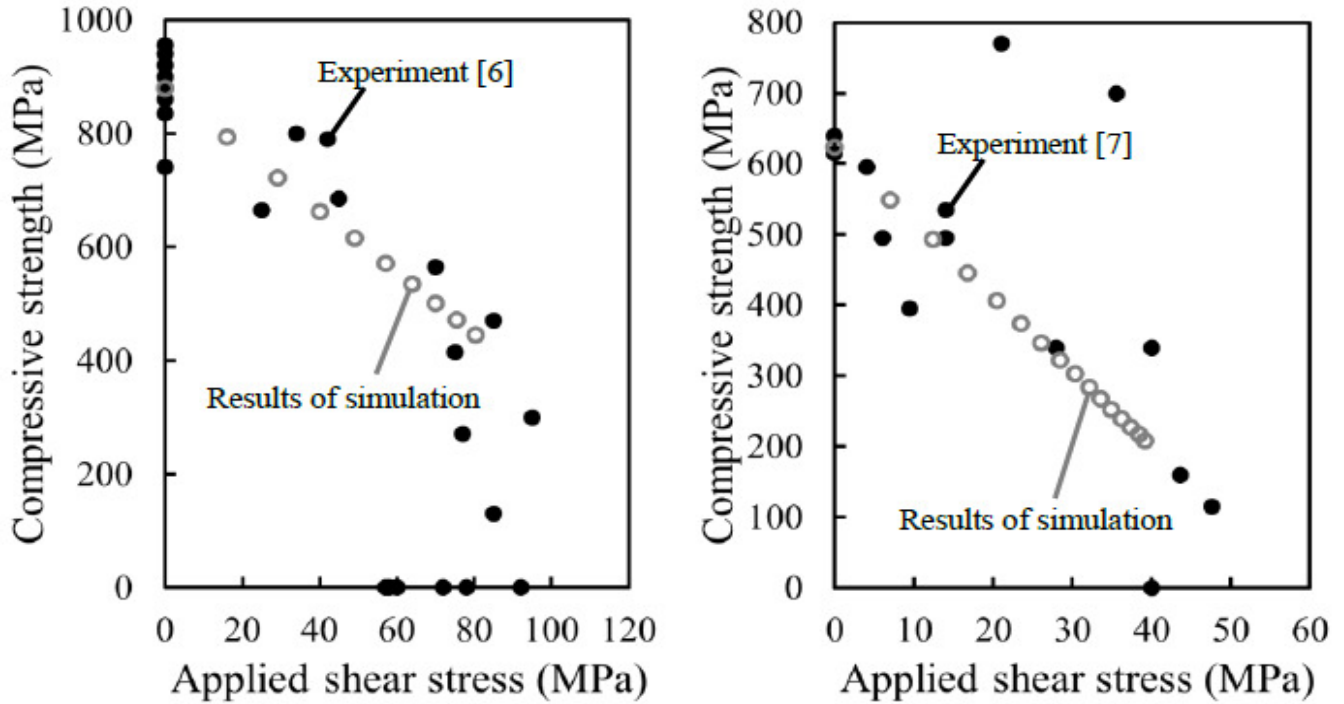 1000
800
600
400
200
0
0 20 40 60 80 100 120
Compressive strength (MPa)
Applied shear stress (MPa)
Experiment [6]
Results of simulation
800
700
600
500
400
300
200
100
0
0 10 20 30 40 50 60
Compressive strength (MPa)
Applied shear stress (MPa)
Experiment [7]
Results of simulation